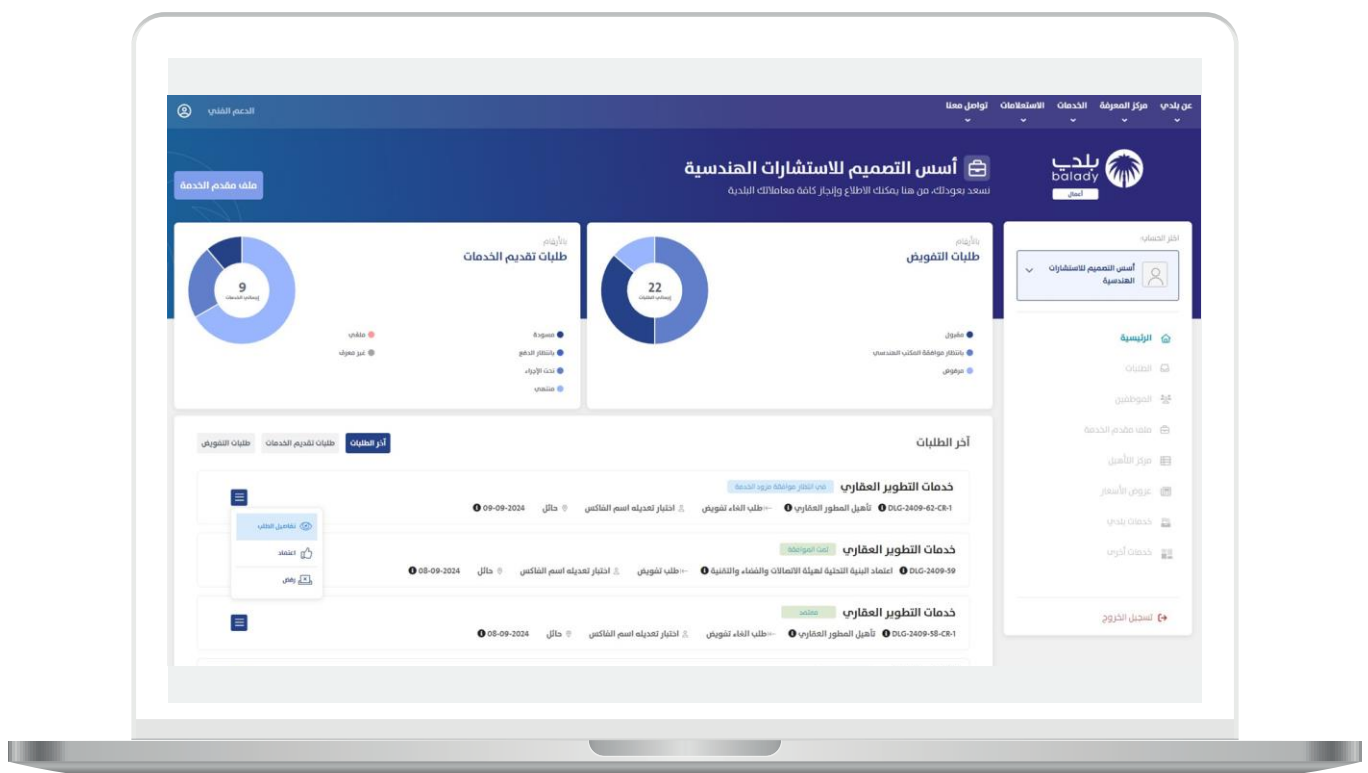 عن بلدي
مركز المعرفة
الخدمات
الاستعلامات
تواصل معنا
الدعم الفني
بلدي
balady
أعمال
أسس التصميم للاستشارات الهندسية
نسعد بعودتك، من هنا يمكنك الاطلاع وإنجاز كافة معاملاتك البلدية
ملف مقدم الخدمة
اختر الحساب
أسس التصميم للاستشارات
الهندسية
الرئيسية
الطلبات
الموظفين
ملف مقدم الخدمة
مركز التأهيل
عروض الأسعار
خدمات بلدي
خدمات أخرى
تسجيل الخروج
بالأرقام
طلبات التفويض
22
إجمالي الطلبات
مقبول
بانتظار موافقة المكتب الهندسي
مرفوض
بالأرقام
طلبات تقديم الخدمات
9
إجمالي الخدمات
مسودة
بانتظار الدفع
تحت الإجراء
منتهي
ملغي
غير معرف
آخر الطلبات
آخر الطلبات
طلبات تقديم الخدمات
طلبات التفويض
خدمات التطوير العقاري في انتظار موافقة مزود الخدمة
DLG-2409-62-CR-1 تأهيل المطور العقاري طلب الغاء تفويض اختبار تعديله اسم الفاكس حائل 09-09-2024
تفاصيل الطلب
اعتماد
رفض
خدمات التطوير العقاري تمت الموافقة
DLG-2409-59 اعتماد البنية التحتية لهيئة الاتصالات والفضاء والتقنية طلب تفويض اختبار تعديله اسم الفاكس حائل 08-09-2024
خدمات التطوير العقاري معتمد
DLG-2409-58-CR-1 تأهيل المطور العقاري طلب الغاء تفويض اختبار تعديله اسم الفاكس حائل 08-09-2024